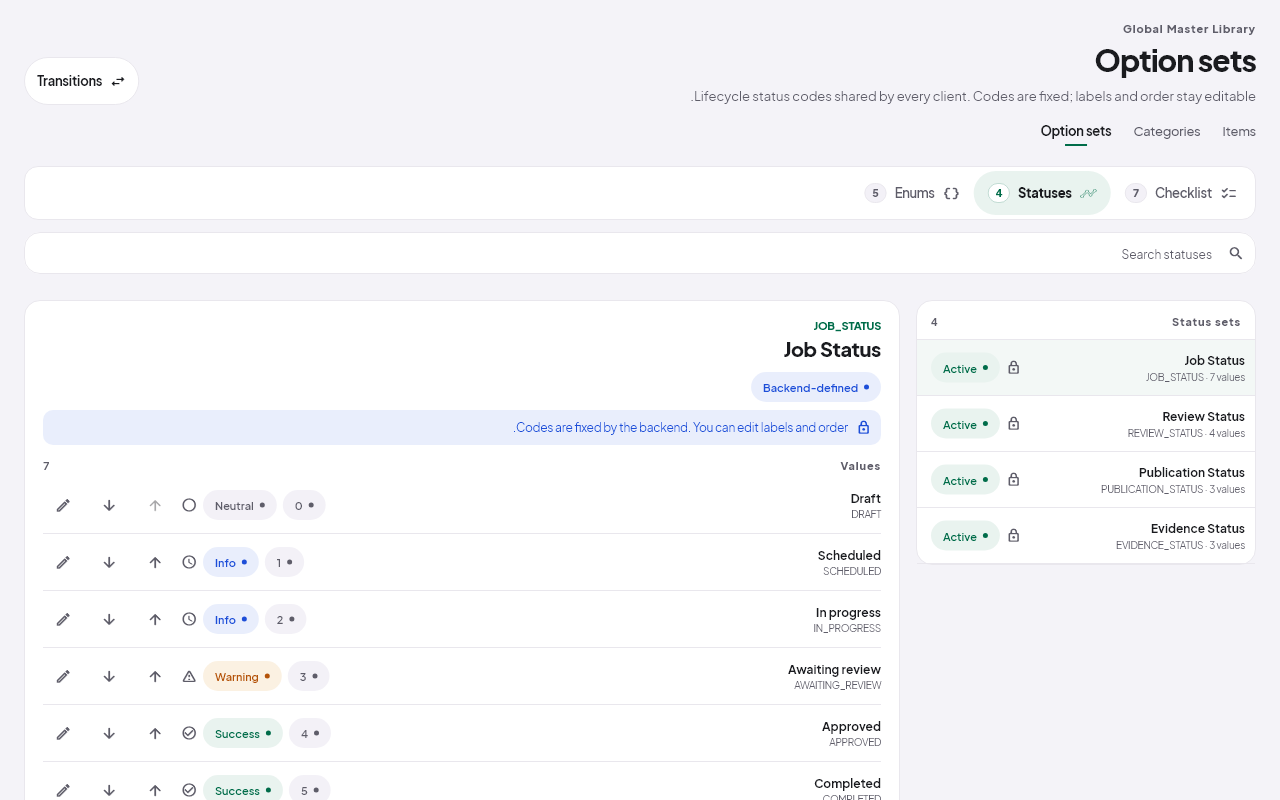 Global Master Library
Option sets
Transitions
.Lifecycle status codes shared by every client. Codes are fixed; labels and order stay editable
Option sets Categories Items
5 Enums 4 Statuses 7 Checklist
Search statuses
JOB_STATUS
Job Status
Backend-defined
.Codes are fixed by the backend. You can edit labels and order
7 Values
Neutral 0 Draft
DRAFT
Info 1 Scheduled
SCHEDULED
Info 2 In progress
IN_PROGRESS
Warning 3 Awaiting review
AWAITING_REVIEW
Success 4 Approved
APPROVED
Success 5 Completed
COMPLETED
4 Status sets
Active Job Status
JOB_STATUS · 7 values
Active Review Status
REVIEW_STATUS · 4 values
Active Publication Status
PUBLICATION_STATUS · 3 values
Active Evidence Status
EVIDENCE_STATUS · 3 values